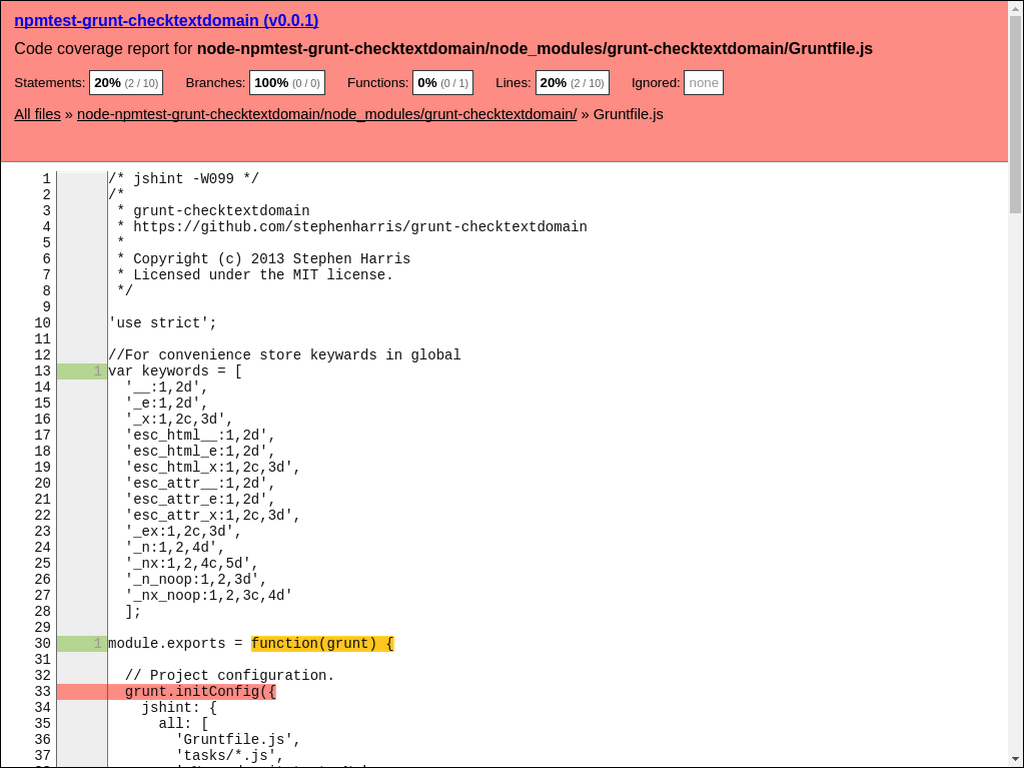 npmtest-grunt-checktextdomain (v0.0.1)
Code coverage report for node-npmtest-grunt-checktextdomain/node_modules/grunt-checktextdomain/Gruntfile.js
Statements: 20% (2 / 10) Branches: 100% (0 / 0) Functions: 0% (0 / 1) Lines: 20% (2 / 10) Ignored: none
All files » node-npmtest-grunt-checktextdomain/node_modules/grunt-checktextdomain/ » Gruntfile.js
1 /* jshint -W099 */
2 /*
3  * grunt-checktextdomain
4  * https://github.com/stephenharris/grunt-checktextdomain
5  *
6  * Copyright (c) 2013 Stephen Harris
7  * Licensed under the MIT license.
8  */
9
10 'use strict';
11
12 //For convenience store keywards in global
13 1 var keywords = [
14   '__:1,2d',
15   '_e:1,2d',
16   '_x:1,2c,3d',
17   'esc_html__:1,2d',
18   'esc_html_e:1,2d',
19   'esc_html_x:1,2c,3d',
20   'esc_attr__:1,2d',
21   'esc_attr_e:1,2d',
22   'esc_attr_x:1,2c,3d',
23   '_ex:1,2c,3d',
24   '_n:1,2,4d',
25   '_nx:1,2,4c,5d',
26   '_n_noop:1,2,3d',
27   '_nx_noop:1,2,3c,4d'
28   ];
29
30 1 module.exports = function(grunt) {
31
32   // Project configuration.
33   grunt.initConfig({
34     jshint: {
35       all: [
36         'Gruntfile.js',
37         'tasks/*.js',